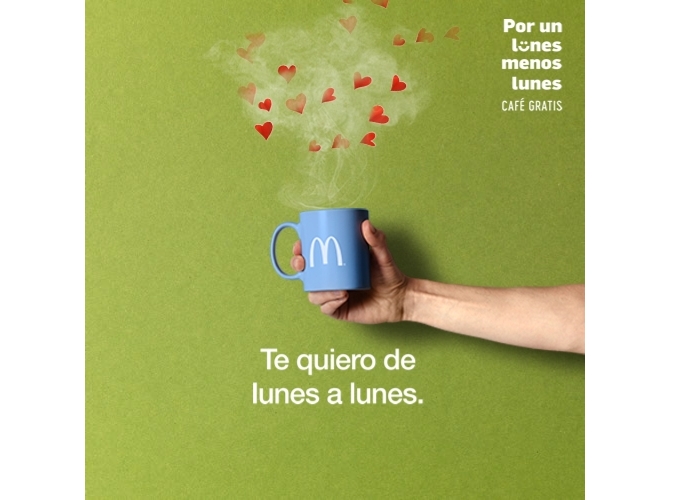 Por un
lunes
menos
lunes
CAFÉ GRATIS
M
Te quiero de
lunes a lunes.